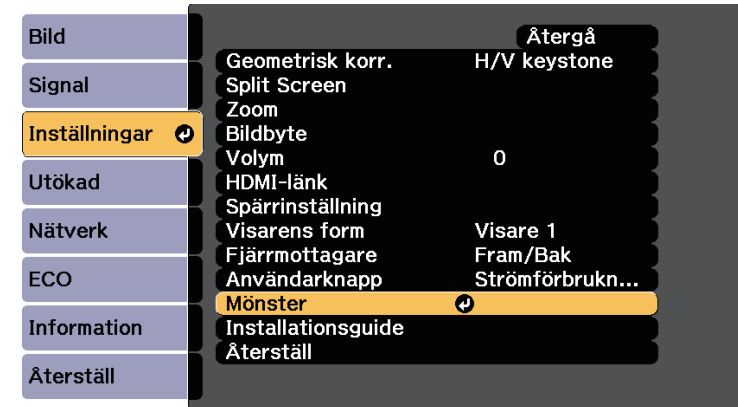 Bild
Signal
Inställningar
Utökad
Nätverk
ECO
Information
Återställ
Återgå
Geometrisk korr. H/V keystone
Split Screen
Zoom
Bildbyte
Volym 0
HDMI-länk
Spärrinställning
Visarens form Visare 1
Fjärrmottagare Fram/Bak
Användarknapp Strömförbrukn...
Mönster
Installationsguide
Återställ